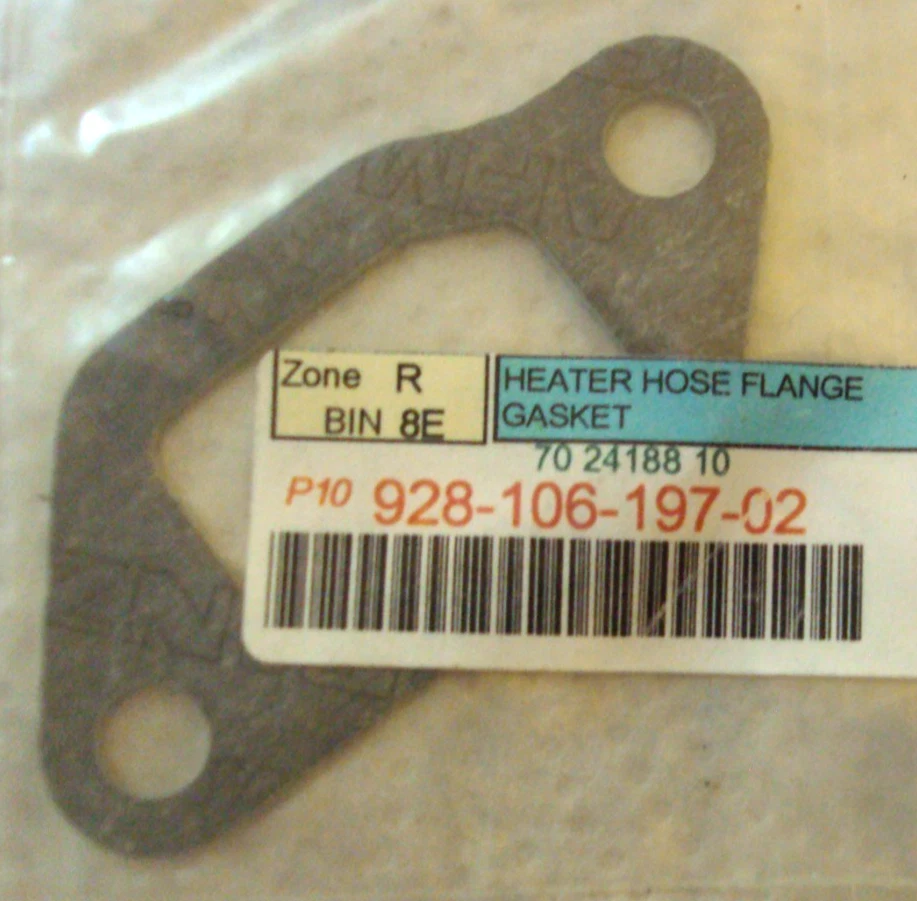 Zone R
BIN 8E
HEATER HOSE FLANGE
GASKET
70 24188 10
P10 928-106-197-02